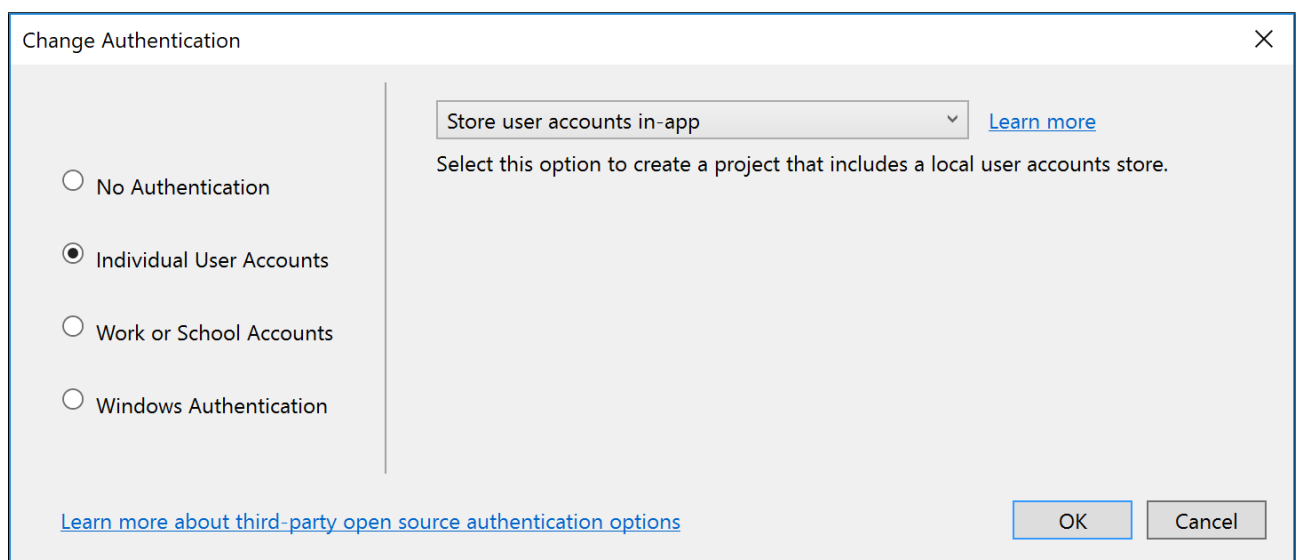 Change Authentication
Store user accounts in-app
Learn more
Select this option to create a project that includes a local user accounts store.
No Authentication
Individual User Accounts
Work or School Accounts
Windows Authentication
Learn more about third-party open source authentication options
OK
Cancel